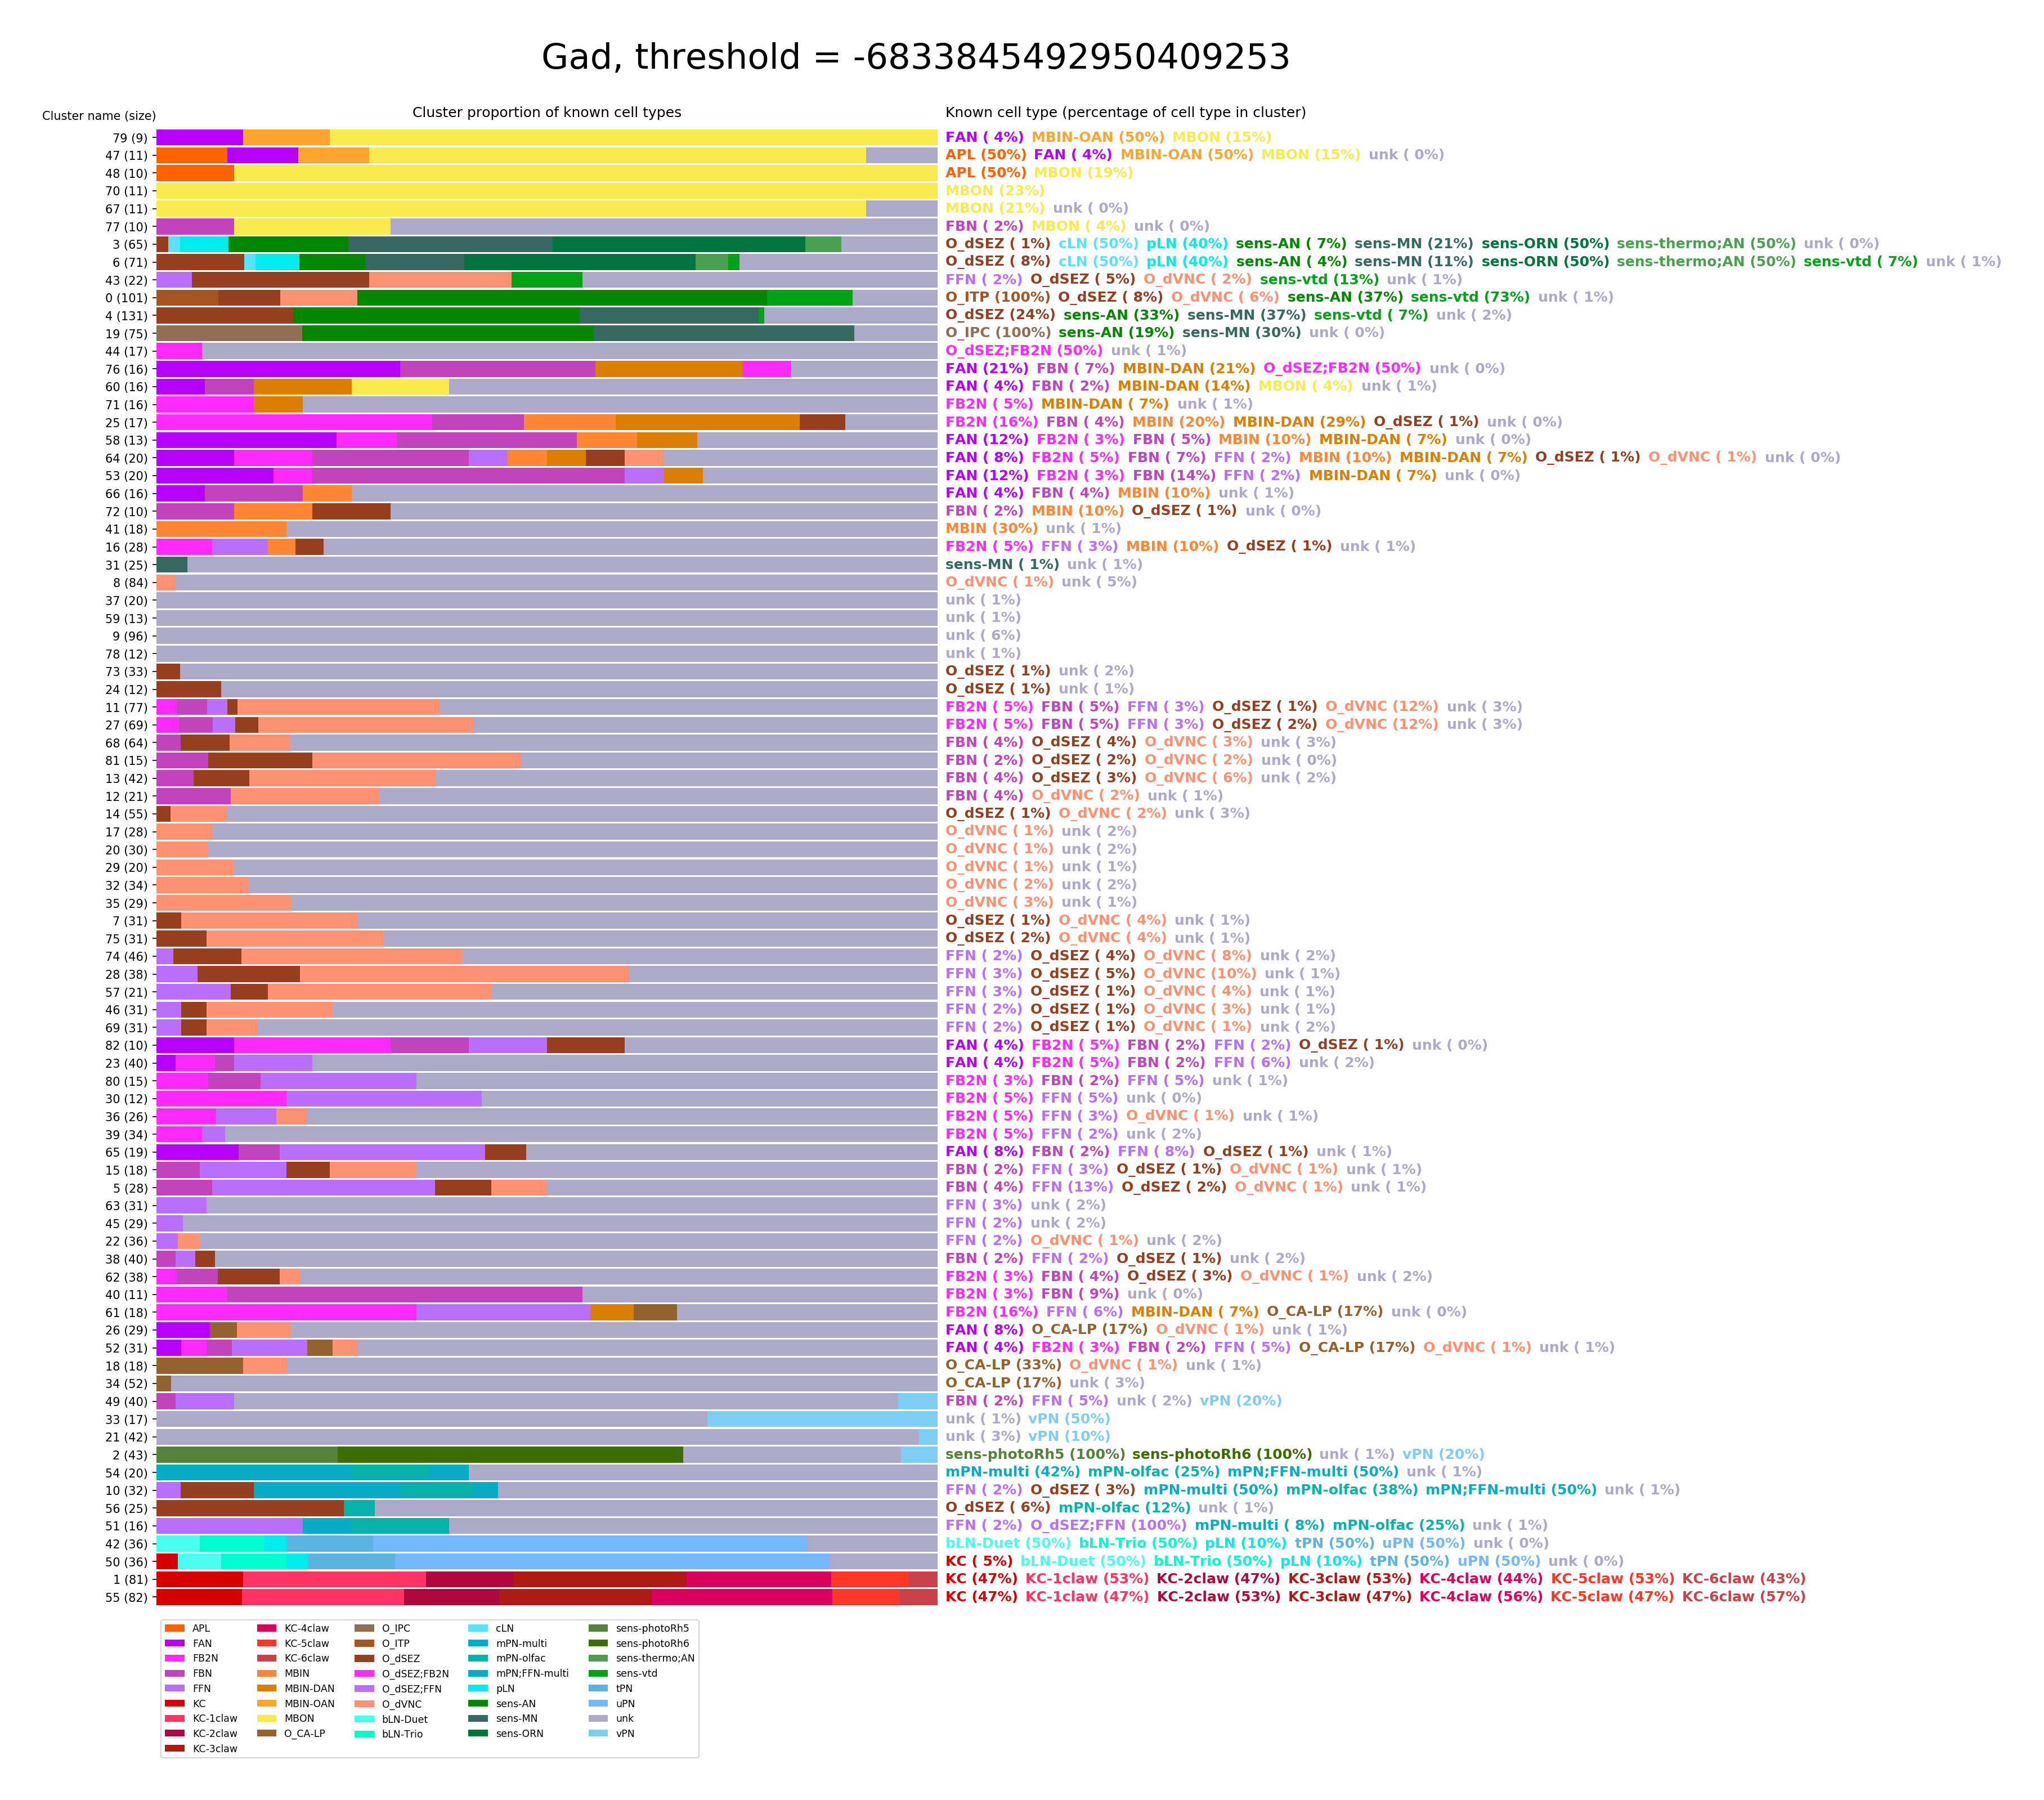 Gad, threshold = -6833845492950409253
Cluster name (size) Cluster proportion of known cell types Known cell type (percentage of cell type in cluster)
79 (9) FAN ( 4%) MBIN-OAN (50%) MBON (15%)
47 (11) APL (50%) FAN ( 4%) MBIN-OAN (50%) MBON (15%) unk ( 0%)
48 (10) APL (50%) MBON (19%)
70 (11) MBON (23%)
67 (11) MBON (21%) unk ( 0%)
77 (10) FBN ( 2%) MBON ( 4%) unk ( 0%)
3 (65) O_dSEZ ( 1%) cLN (50%) pLN (40%) sens-AN ( 7%) sens-MN (21%) sens-ORN (50%) sens-thermo;AN (50%) unk ( 0%)
6 (71) O_dSEZ ( 8%) cLN (50%) pLN (40%) sens-AN ( 4%) sens-MN (11%) sens-ORN (50%) sens-thermo;AN (50%) sens-vtd ( 7%) unk ( 1%)
43 (22) FFN ( 2%) O_dSEZ ( 5%) O_dVNC ( 2%) sens-vtd (13%) unk ( 1%)
0 (101) O_ITP (100%) O_dSEZ ( 8%) O_dVNC ( 6%) sens-AN (37%) sens-vtd (73%) unk ( 1%)
4 (131) O_dSEZ (24%) sens-AN (33%) sens-MN (37%) sens-vtd ( 7%) unk ( 2%)
19 (75) O_IPC (100%) sens-AN (19%) sens-MN (30%) unk ( 0%)
44 (17) O_dSEZ;FB2N (50%) unk ( 1%)
76 (16) FAN (21%) FBN ( 7%) MBIN-DAN (21%) O_dSEZ;FB2N (50%) unk ( 0%)
60 (16) FAN ( 4%) FBN ( 2%) MBIN-DAN (14%) MBON ( 4%) unk ( 1%)
71 (16) FB2N ( 5%) MBIN-DAN ( 7%) unk ( 1%)
25 (17) FB2N (16%) FBN ( 4%) MBIN (20%) MBIN-DAN (29%) O_dSEZ ( 1%) unk ( 0%)
58 (13) FAN (12%) FB2N ( 3%) FBN ( 5%) MBIN (10%) MBIN-DAN ( 7%) unk ( 0%)
64 (20) FAN ( 8%) FB2N ( 5%) FBN ( 7%) FFN ( 2%) MBIN (10%) MBIN-DAN ( 7%) O_dSEZ ( 1%) O_dVNC ( 1%) unk ( 0%)
53 (20) FAN (12%) FB2N ( 3%) FBN (14%) FFN ( 2%) MBIN-DAN ( 7%) unk ( 0%)
66 (16) FAN ( 4%) FBN ( 4%) MBIN (10%) unk ( 1%)
72 (10) FBN ( 2%) MBIN (10%) O_dSEZ ( 1%) unk ( 0%)
41 (18) MBIN (30%) unk ( 1%)
16 (28) FB2N ( 5%) FFN ( 3%) MBIN (10%) O_dSEZ ( 1%) unk ( 1%)
31 (25) sens-MN ( 1%) unk ( 1%)
8 (84) O_dVNC ( 1%) unk ( 5%)
37 (20) unk ( 1%)
59 (13) unk ( 1%)
9 (96) unk ( 6%)
78 (12) unk ( 1%)
73 (33) O_dSEZ ( 1%) unk ( 2%)
24 (12) O_dSEZ ( 1%) unk ( 1%)
11 (77) FB2N ( 5%) FBN ( 5%) FFN ( 3%) O_dSEZ ( 1%) O_dVNC (12%) unk ( 3%)
27 (69) FB2N ( 5%) FBN ( 5%) FFN ( 3%) O_dSEZ ( 2%) O_dVNC (12%) unk ( 3%)
68 (64) FBN ( 4%) O_dSEZ ( 4%) O_dVNC ( 3%) unk ( 3%)
81 (15) FBN ( 2%) O_dSEZ ( 2%) O_dVNC ( 2%) unk ( 0%)
13 (42) FBN ( 4%) O_dSEZ ( 3%) O_dVNC ( 6%) unk ( 2%)
12 (21) FBN ( 4%) O_dVNC ( 2%) unk ( 1%)
14 (55) O_dSEZ ( 1%) O_dVNC ( 2%) unk ( 3%)
17 (28) O_dVNC ( 1%) unk ( 2%)
20 (30) O_dVNC ( 1%) unk ( 2%)
29 (20) O_dVNC ( 1%) unk ( 1%)
32 (34) O_dVNC ( 2%) unk ( 2%)
35 (29) O_dVNC ( 3%) unk ( 1%)
7 (31) O_dSEZ ( 1%) O_dVNC ( 4%) unk ( 1%)
75 (31) O_dSEZ ( 2%) O_dVNC ( 4%) unk ( 1%)
74 (46) FFN ( 2%) O_dSEZ ( 4%) O_dVNC ( 8%) unk ( 2%)
28 (38) FFN ( 3%) O_dSEZ ( 5%) O_dVNC (10%) unk ( 1%)
57 (21) FFN ( 3%) O_dSEZ ( 1%) O_dVNC ( 4%) unk ( 1%)
46 (31) FFN ( 2%) O_dSEZ ( 1%) O_dVNC ( 3%) unk ( 1%)
69 (31) FFN ( 2%) O_dSEZ ( 1%) O_dVNC ( 1%) unk ( 2%)
82 (10) FAN ( 4%) FB2N ( 5%) FBN ( 2%) FFN ( 2%) O_dSEZ ( 1%) unk ( 0%)
23 (40) FAN ( 4%) FB2N ( 5%) FBN ( 2%) FFN ( 6%) unk ( 2%)
80 (15) FB2N ( 3%) FBN ( 2%) FFN ( 5%) unk ( 1%)
30 (12) FB2N ( 5%) FFN ( 5%) unk ( 0%)
36 (26) FB2N ( 5%) FFN ( 3%) O_dVNC ( 1%) unk ( 1%)
39 (34) FB2N ( 5%) FFN ( 2%) unk ( 2%)
65 (19) FAN ( 8%) FBN ( 2%) FFN ( 8%) O_dSEZ ( 1%) unk ( 1%)
15 (18) FBN ( 2%) FFN ( 3%) O_dSEZ ( 1%) O_dVNC ( 1%) unk ( 1%)
5 (28) FBN ( 4%) FFN (13%) O_dSEZ ( 2%) O_dVNC ( 1%) unk ( 1%)
63 (31) FFN ( 3%) unk ( 2%)
45 (29) FFN ( 2%) unk ( 2%)
22 (36) FFN ( 2%) O_dVNC ( 1%) unk ( 2%)
38 (40) FBN ( 2%) FFN ( 2%) O_dSEZ ( 1%) unk ( 2%)
62 (38) FB2N ( 3%) FBN ( 4%) O_dSEZ ( 3%) O_dVNC ( 1%) unk ( 2%)
40 (11) FB2N ( 3%) FBN ( 9%) unk ( 0%)
61 (18) FB2N (16%) FFN ( 6%) MBIN-DAN ( 7%) O_CA-LP (17%) unk ( 0%)
26 (29) FAN ( 8%) O_CA-LP (17%) O_dVNC ( 1%) unk ( 1%)
52 (31) FAN ( 4%) FB2N ( 3%) FBN ( 2%) FFN ( 5%) O_CA-LP (17%) O_dVNC ( 1%) unk ( 1%)
18 (18) O_CA-LP (33%) O_dVNC ( 1%) unk ( 1%)
34 (52) O_CA-LP (17%) unk ( 3%)
49 (40) FBN ( 2%) FFN ( 5%) unk ( 2%) vPN (20%)
33 (17) unk ( 1%) vPN (50%)
21 (42) unk ( 3%) vPN (10%)
2 (43) sens-photoRh5 (100%) sens-photoRh6 (100%) unk ( 1%) vPN (20%)
54 (20) mPN-multi (42%) mPN-olfac (25%) mPN;FFN-multi (50%) unk ( 1%)
10 (32) FFN ( 2%) O_dSEZ ( 3%) mPN-multi (50%) mPN-olfac (38%) mPN;FFN-multi (50%) unk ( 1%)
56 (25) O_dSEZ ( 6%) mPN-olfac (12%) unk ( 1%)
51 (16) FFN ( 2%) O_dSEZ;FFN (100%) mPN-multi ( 8%) mPN-olfac (25%) unk ( 1%)
42 (36) bLN-Duet (50%) bLN-Trio (50%) pLN (10%) tPN (50%) uPN (50%) unk ( 0%)
50 (36) KC ( 5%) bLN-Duet (50%) bLN-Trio (50%) pLN (10%) tPN (50%) uPN (50%) unk ( 0%)
1 (81) KC (47%) KC-1claw (53%) KC-2claw (47%) KC-3claw (53%) KC-4claw (44%) KC-5claw (53%) KC-6claw (43%)
55 (82) KC (47%) KC-1claw (47%) KC-2claw (53%) KC-3claw (47%) KC-4claw (56%) KC-5claw (47%) KC-6claw (57%)
APL KC-4claw O_IPC cLN sens-photoRh5
FAN KC-5claw O_ITP mPN-multi sens-photoRh6
FB2N KC-6claw O_dSEZ mPN-olfac sens-thermo;AN
FBN MBIN O_dSEZ;FB2N mPN;FFN-multi sens-vtd
FFN MBIN-DAN O_dSEZ;FFN pLN tPN
KC MBIN-OAN O_dVNC sens-AN uPN
KC-1claw MBON bLN-Duet sens-MN unk
KC-2claw O_CA-LP bLN-Trio sens-ORN vPN
KC-3claw